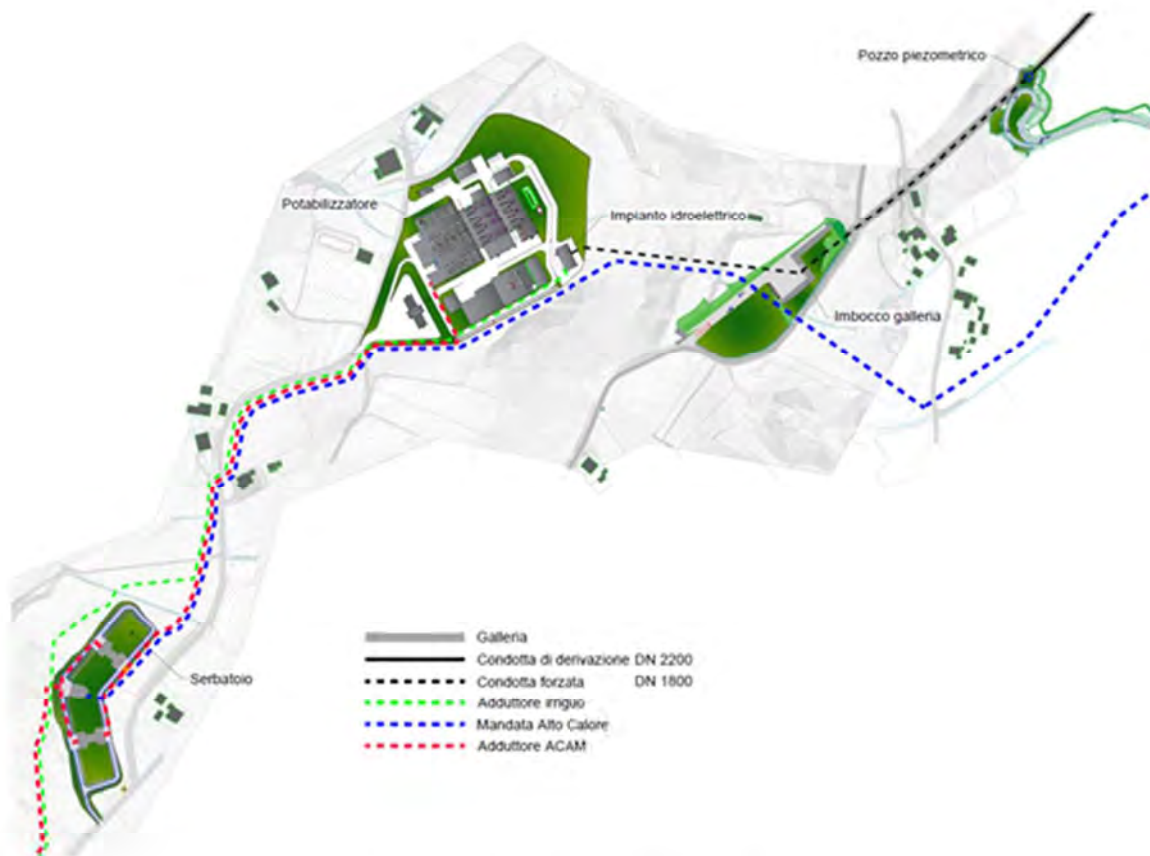 Pozzo piezometrico
Potabilizzatore
Impianto idroelettrico
Imbocco galleria
Serbatoio
Galleria
Condotta di derivazione DN 2200
Condotta forzata DN 1800
Adduttore irriguo
Mandata Alto Calore
Adduttore ACAM